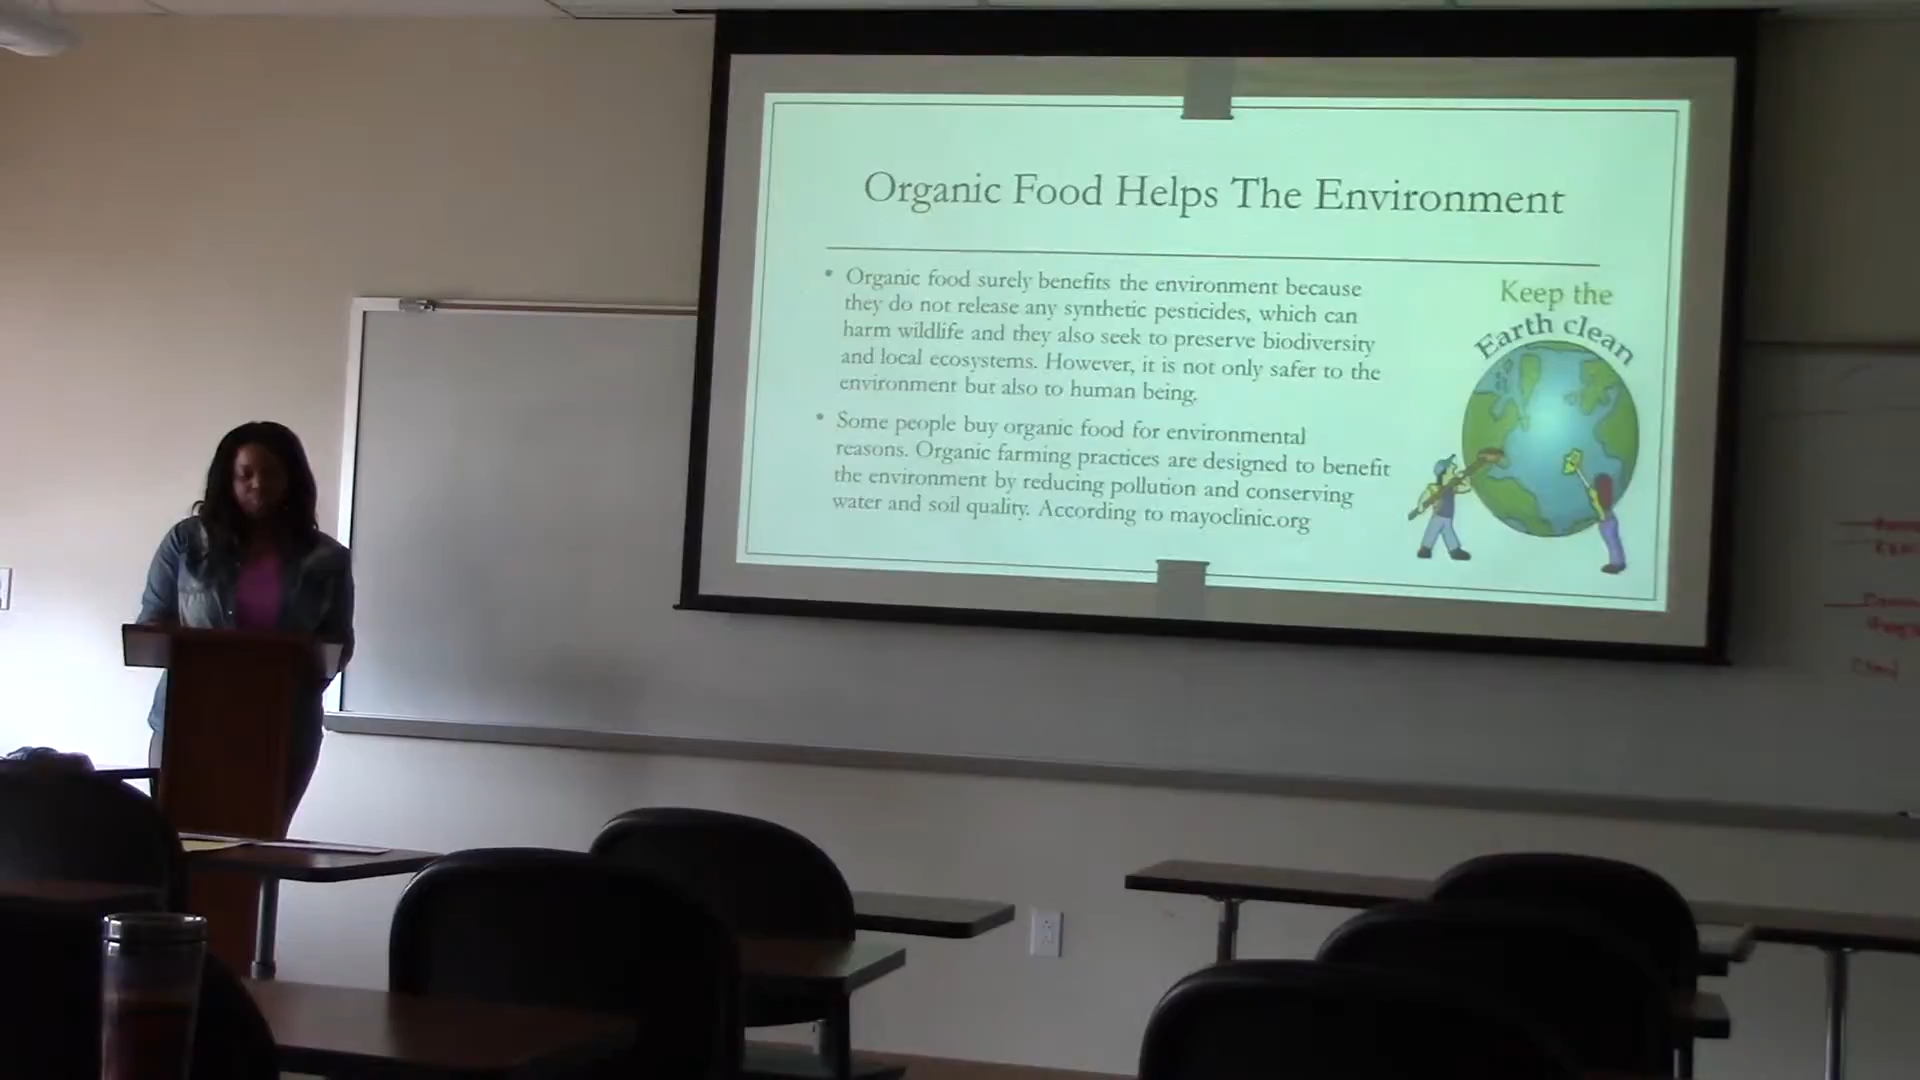 Organic Food Helps The Environment
• Organic food surely benefits the environment because
they do not release any synthetic pesticides, which can
harm wildlife and they also seek to preserve biodiversity
and local ecosystems. However, it is not only safer to the
environment but also to human being.
• Some people buy organic food for environmental
reasons. Organic farming practices are designed to benefit
the environment by reducing pollution and conserving
water and soil quality. According to mayoclinic.org
Keep the
Earth clean